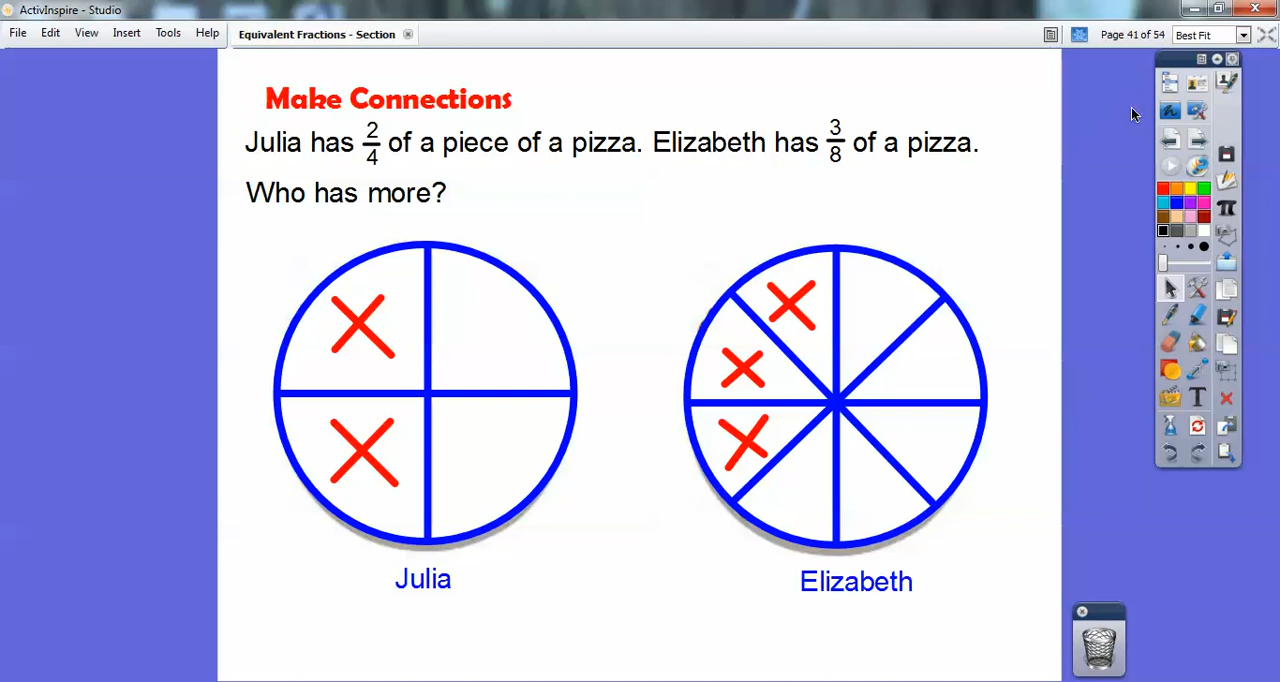 ActivInspire - Studio
File Edit View Insert Tools Help Equivalent Fractions - Section Page 41 of 54 Best Fit
Make Connections
Julia has 2/4 of a piece of a pizza. Elizabeth has 3/8 of a pizza.
Who has more?
Julia Elizabeth